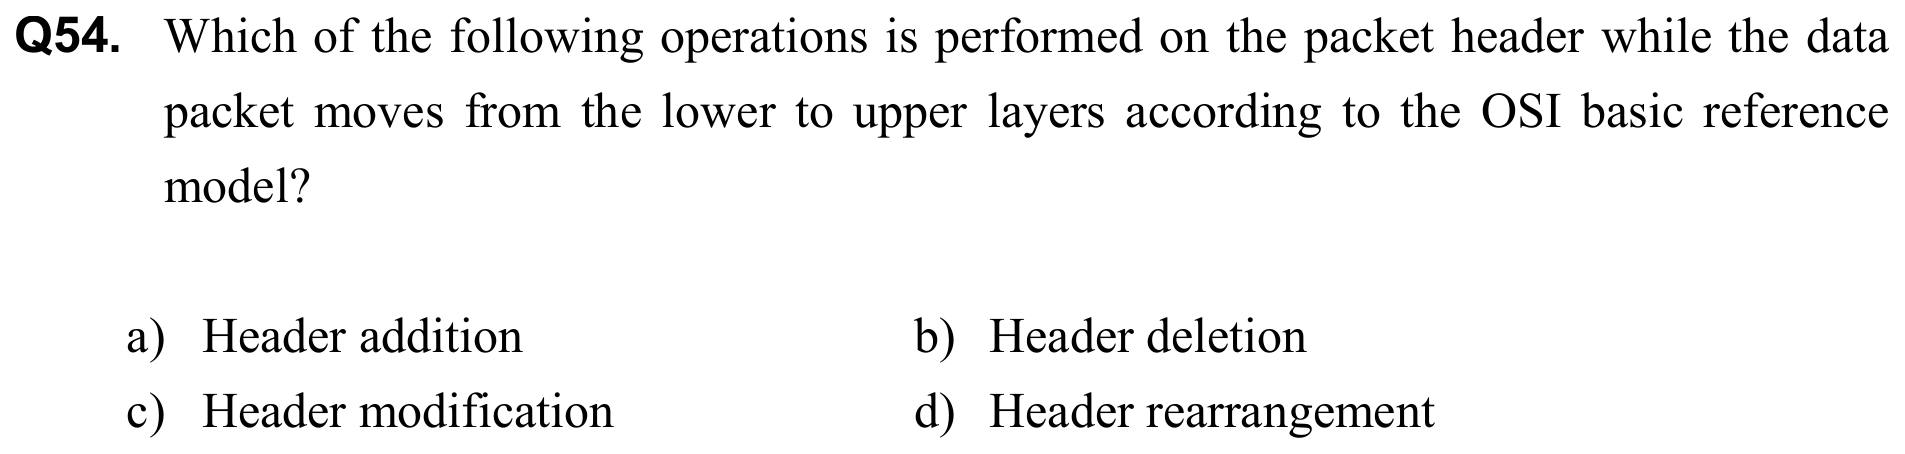 Q54. Which of the following operations is performed on the packet header while the data
packet moves from the lower to upper layers according to the OSI basic reference
model?
a) Header addition b) Header deletion
c) Header modification d) Header rearrangement